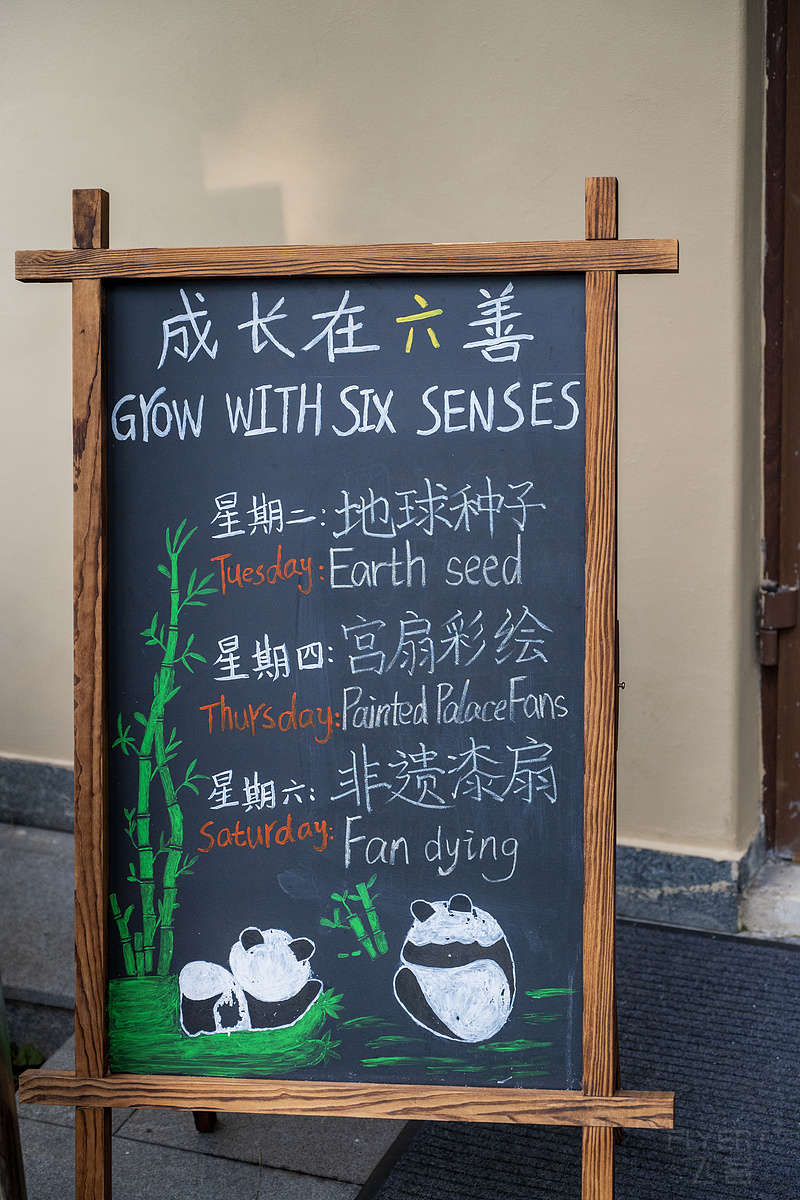 成长在六善
GROW WITH SIX SENSES
星期二:地球种子
Tuesday:Earth seed
星期四:宫扇彩绘
Thursday:Painted Palace Fans
星期六:非遗漆扇
Saturday:Fan dying